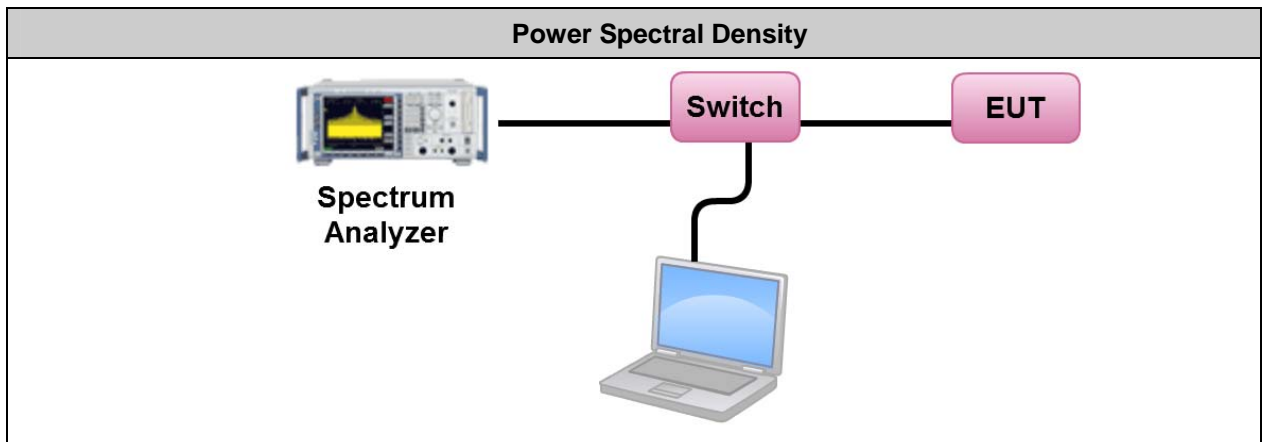 Power Spectral Density
Switch
EUT
Spectrum
Analyzer